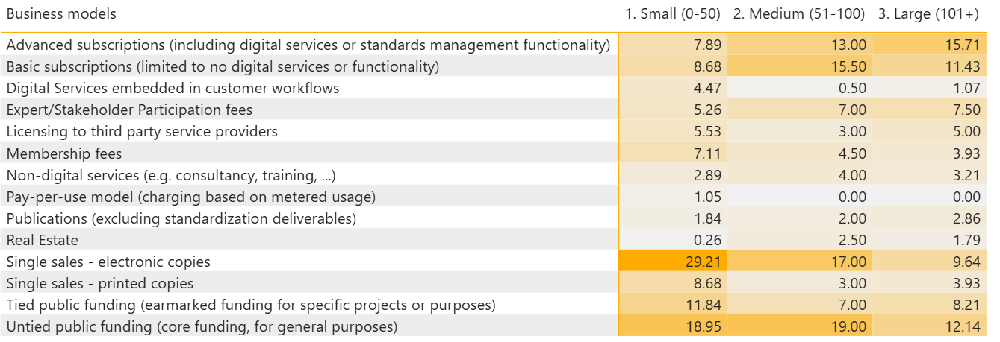 Business models 1. Small (0-50) 2. Medium (51-100) 3. Large (101+)
Advanced subscriptions (including digital services or standards management functionality) 7.89 13.00 15.71
Basic subscriptions (limited to no digital services or functionality) 8.68 15.50 11.43
Digital Services embedded in customer workflows 4.47 0.50 1.07
Expert/Stakeholder Participation fees 5.26 7.00 7.50
Licensing to third party service providers 5.53 3.00 5.00
Membership fees 7.11 4.50 3.93
Non-digital services (e.g. consultancy, training, ...) 2.89 4.00 3.21
Pay-per-use model (charging based on metered usage) 1.05 0.00 0.00
Publications (excluding standardization deliverables) 1.84 2.00 2.86
Real Estate 0.26 2.50 1.79
Single sales - electronic copies 29.21 17.00 9.64
Single sales - printed copies 8.68 3.00 3.93
Tied public funding (earmarked funding for specific projects or purposes) 11.84 7.00 8.21
Untied public funding (core funding, for general purposes) 18.95 19.00 12.14